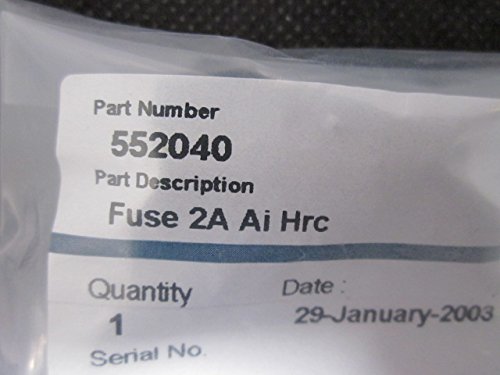 Part Number
552040
Part Description
Fuse 2A Ai Hrc
Quantity
1
Date :
29-January-2003
Serial No.